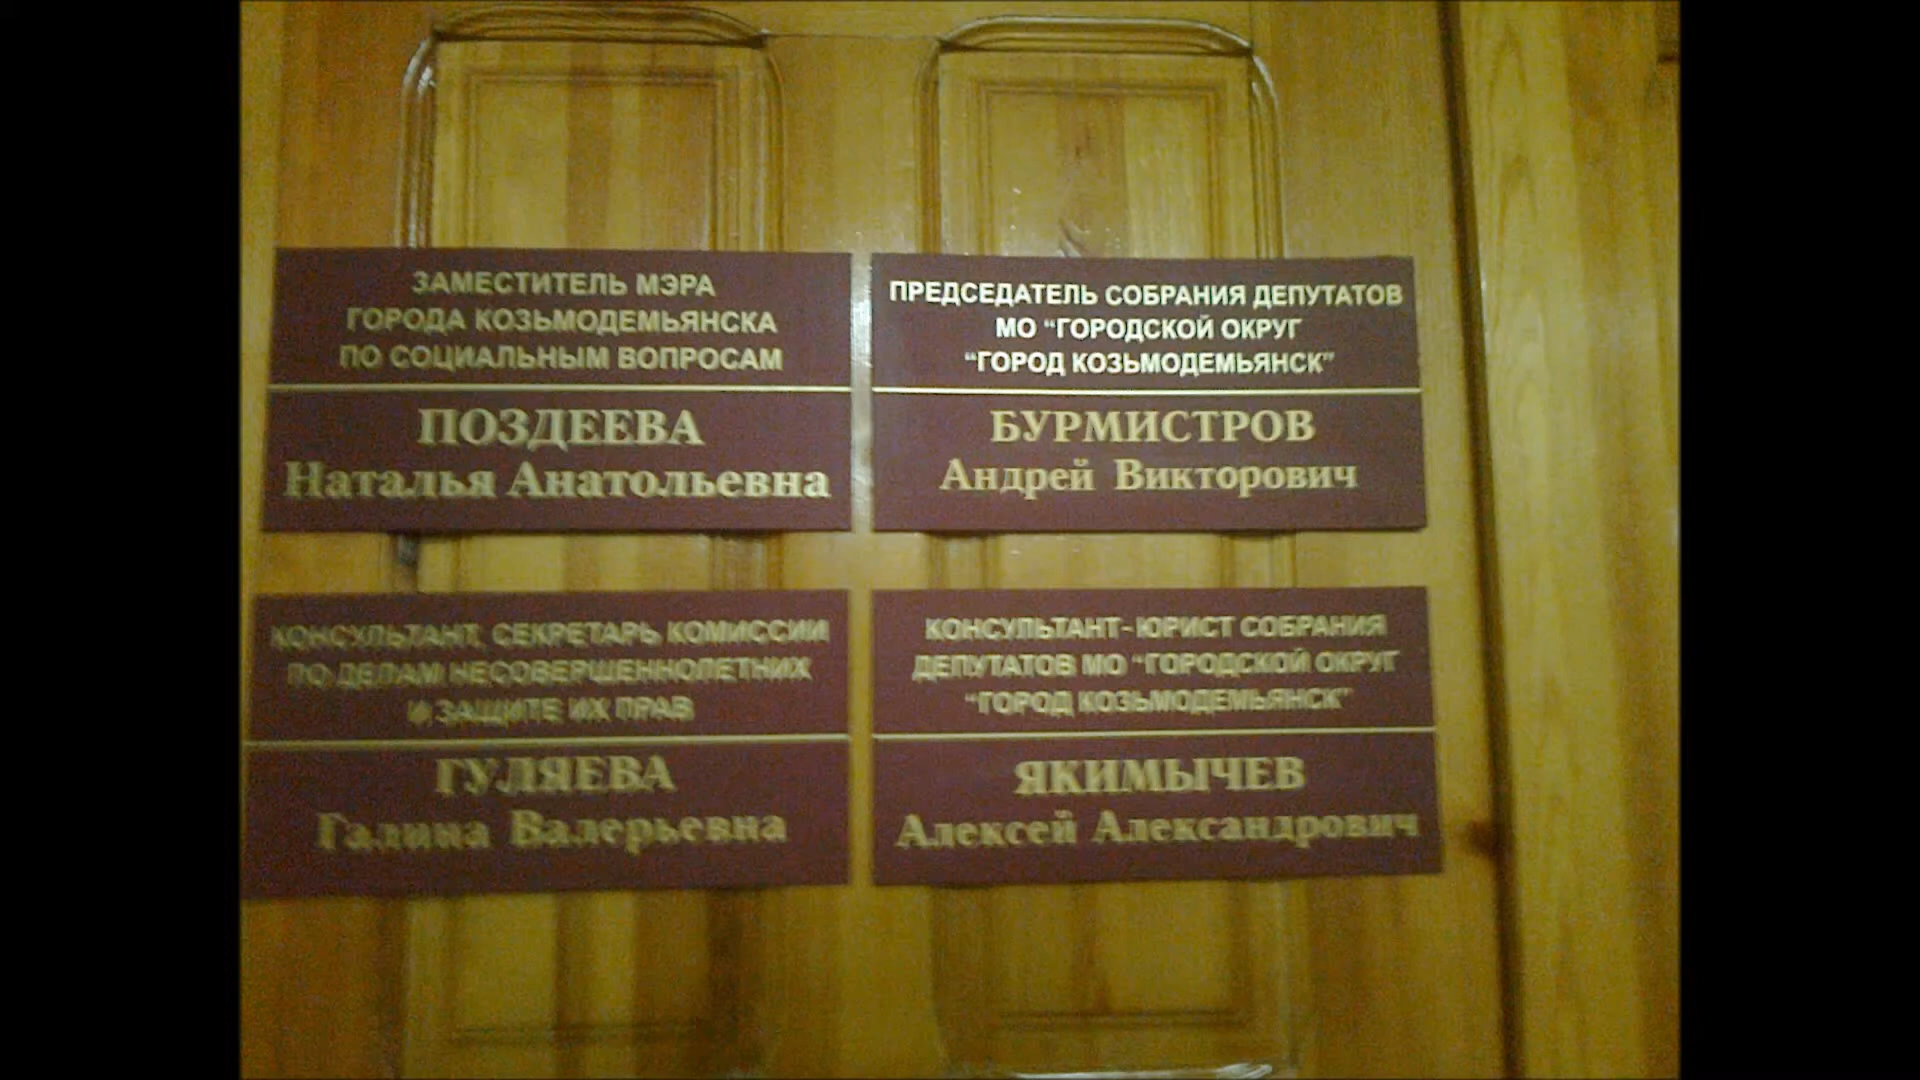 ЗАМЕСТИТЕЛЬ МЭРА
ГОРОДА КОЗЬМОДЕМЬЯНСКА
ПО СОЦИАЛЬНЫМ ВОПРОСАМ
ПОЗДЕЕВА
Наталья Анатольевна
ПРЕДСЕДАТЕЛЬ СОБРАНИЯ ДЕПУТАТОВ
МО “ГОРОДСКОЙ ОКРУГ
“ГОРОД КОЗЬМОДЕМЬЯНСК”
БУРМИСТРОВ
Андрей Викторович
КОНСУЛЬТАНТ, СЕКРЕТАРЬ КОМИССИИ
ПО ДЕЛАМ НЕСОВЕРШЕННОЛЕТНИХ
И ЗАЩИТЕ ИХ ПРАВ
ГУЛЯЕВА
Галина Валерьевна
КОНСУЛЬТАНТ-ЮРИСТ СОБРАНИЯ
ДЕПУТАТОВ МО “ГОРОДСКОЙ ОКРУГ
“ГОРОД КОЗЬМОДЕМЬЯНСК”
ЯКИМЫЧЕВ
Алексей Александрович